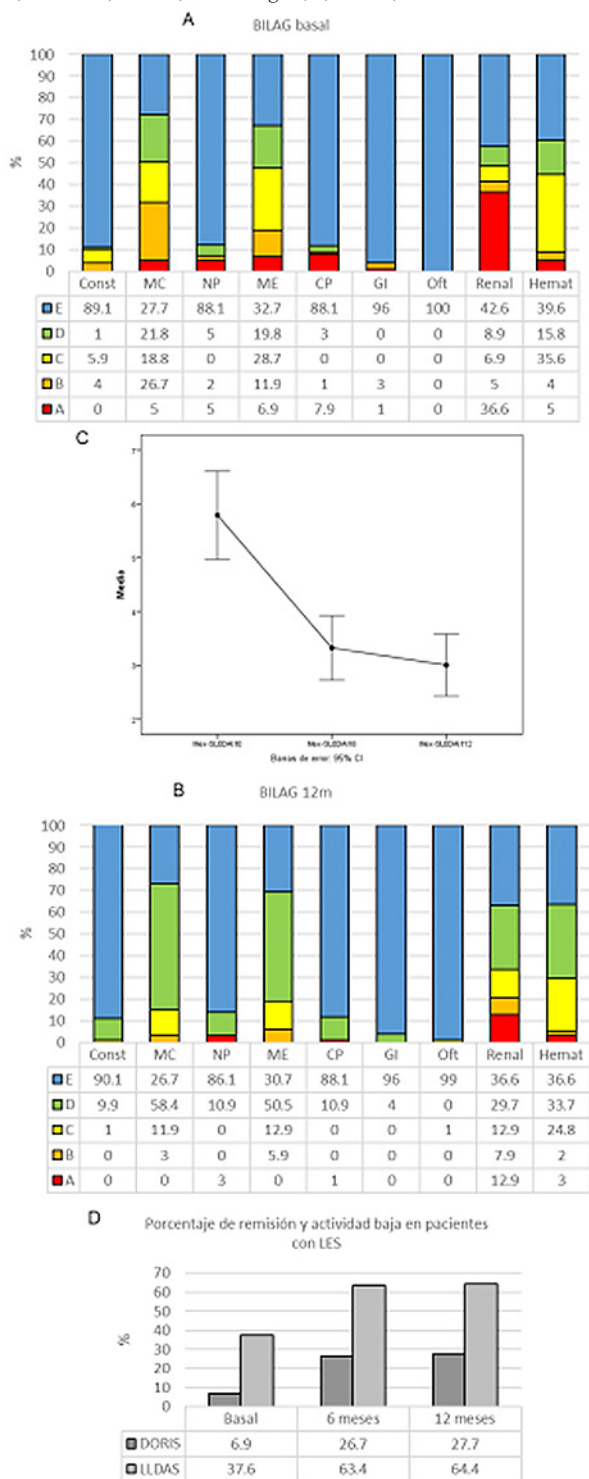 A
BILAG basal
100
90
80
70
60
50
40
30
20
10
0
%
Const MC NP ME CP GI Oft Renal Hemat
E 89.1 27.7 88.1 32.7 88.1 96 100 42.6 39.6
D 1 21.8 5 19.8 3 0 0 8.9 15.8
C 5.9 18.8 0 28.7 0 0 0 6.9 35.6
B 4 26.7 2 11.9 1 3 0 5 4
A 0 5 5 6.9 7.9 1 0 36.6 5
C
7
6
5
4
3
2
Media
Barras de error: 95% CI
B
BILAG 12m
100
90
80
70
60
50
40
30
20
10
0
%
Const MC NP ME CP GI Oft Renal Hemat
E 90.1 26.7 86.1 30.7 88.1 96 99 36.6 36.6
D 9.9 58.4 10.9 50.5 10.9 4 0 29.7 33.7
C 1 11.9 0 12.9 0 0 1 12.9 24.8
B 0 3 0 5.9 0 0 0 7.9 2
A 0 0 3 0 1 0 0 12.9 3
D
Porcentaje de remisión y actividad baja en pacientes
con LES
70
60
50
40
30
20
10
0
%
Basal 6 meses 12 meses
DORIS 6.9 26.7 27.7
LLDAS 37.6 63.4 64.4